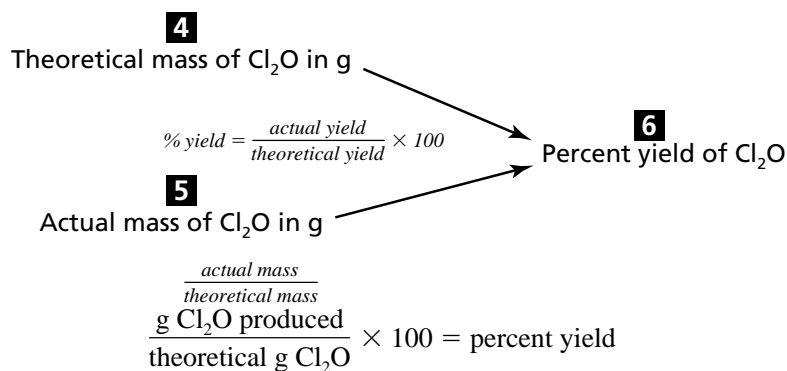 4
Theoretical mass of Cl₂O in g
% yield = actual yield / theoretical yield × 100
6
Percent yield of Cl₂O
5
Actual mass of Cl₂O in g
actual mass
theoretical mass
g Cl₂O produced
theoretical g Cl₂O
× 100 = percent yield